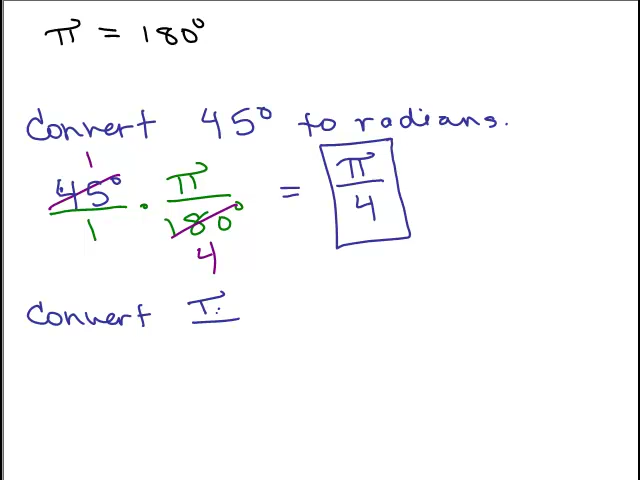 π = 180°
Convert 45° to radians.
1
45°/1 · π/180° = π/4
4
Convert π